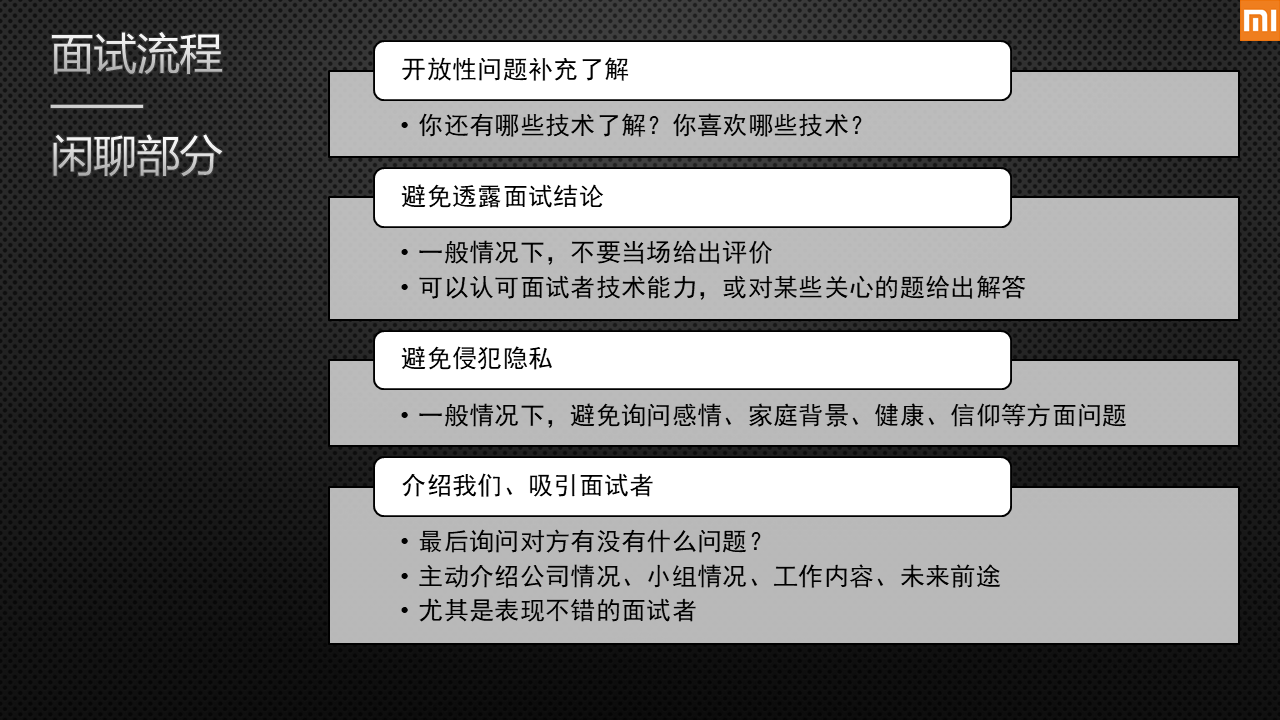 面试流程
——
闲聊部分
开放性问题补充了解
• 你还有哪些技术了解？你喜欢哪些技术？
避免透露面试结论
• 一般情况下，不要当场给出评价
• 可以认可面试者技术能力，或对某些关心的题给出解答
避免侵犯隐私
• 一般情况下，避免询问感情、家庭背景、健康、信仰等方面问题
介绍我们、吸引面试者
• 最后询问对方有没有什么问题？
• 主动介绍公司情况、小组情况、工作内容、未来前途
• 尤其是表现不错的面试者
MI